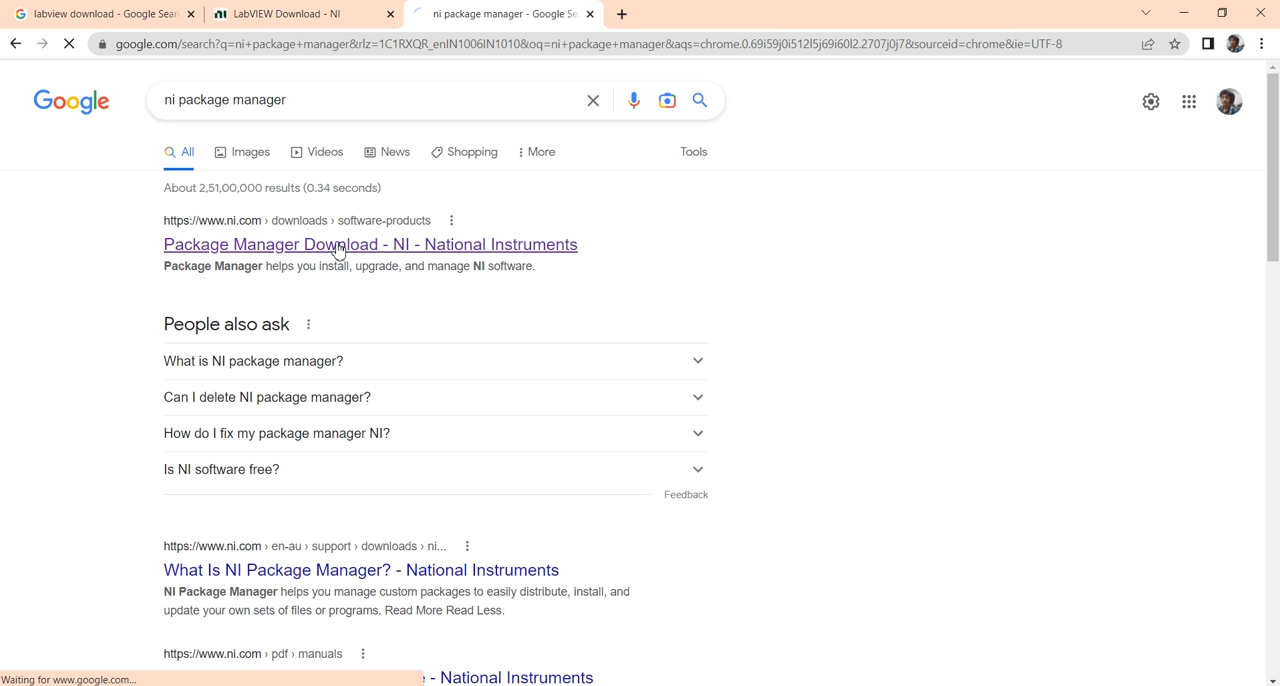 labview download - Google Sear
LabVIEW Download - NI
ni package manager - Google Se
google.com/search?q=ni+package+manager&rlz=1C1RXQR_enIN1006IN1010&oq=ni+package+manager&aqs=chrome.0.69i59j0i512l5j69i60l2.2707j0j7&sourceid=chrome&ie=UTF-8
Google
ni package manager
All Images Videos News Shopping More Tools
About 2,51,00,000 results (0.34 seconds)
https://www.ni.com › downloads › software-products
Package Manager Download - NI - National Instruments
Package Manager helps you install, upgrade, and manage NI software.
People also ask
What is NI package manager?
Can I delete NI package manager?
How do I fix my package manager NI?
Is NI software free?
Feedback
https://www.ni.com › en-au › support › downloads › ni...
What Is NI Package Manager? - National Instruments
NI Package Manager helps you manage custom packages to easily distribute, install, and
update your own sets of files or programs. Read More Read Less.
https://www.ni.com › pdf › manuals
- National Instruments
Waiting for www.google.com...